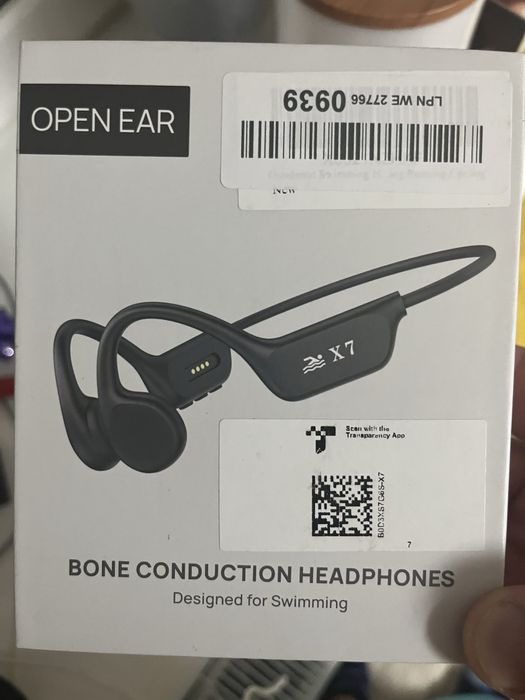 OPEN EAR
LPN WE 27766 0939
NEW
X7
Scan with the
Transparency App
7
BONE CONDUCTION HEADPHONES
Designed for Swimming